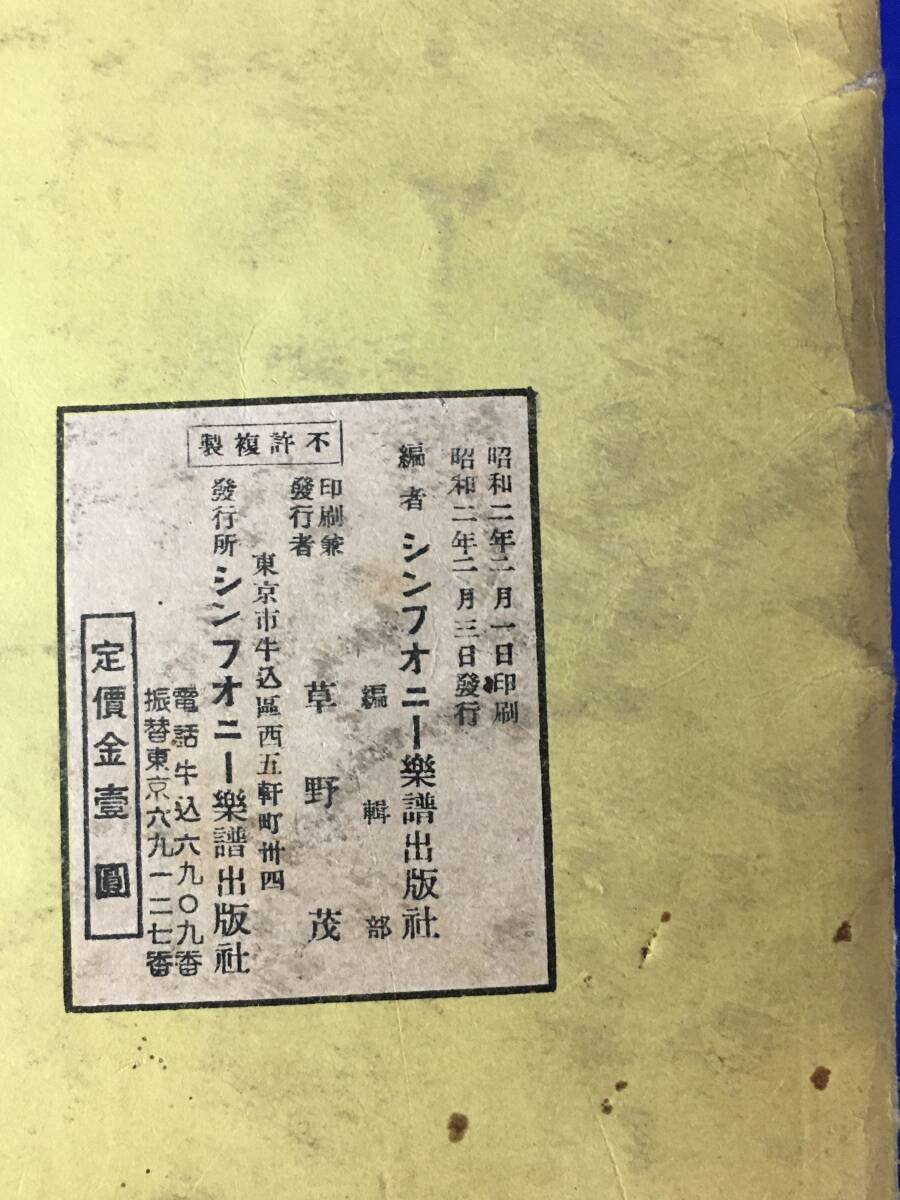 昭和二年二月一日印刷
昭和二年二月三日發行
編者 シンフオニー樂譜出版社
編輯部
不許複製
印刷兼
發行者
草野茂
東京市牛込區西五軒町卅四
發行所 シンフオニー樂譜出版社
電話牛込六九〇九番
振替東京六九一二七番
定價金壹圓